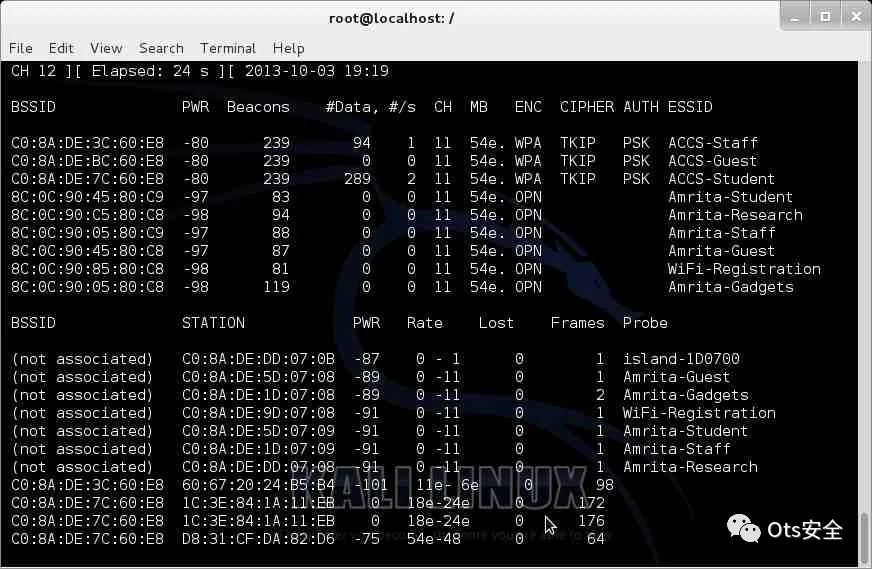 root@localhost: /
File Edit View Search Terminal Help
CH 12 ][ Elapsed: 24 s ][ 2013-10-03 19:19
BSSID PWR Beacons #Data, #/s CH MB ENC CIPHER AUTH ESSID
C0:8A:DE:3C:60:E8 -80 239 94 1 11 54e. WPA TKIP PSK ACCS-Staff
C0:8A:DE:BC:60:E8 -80 239 0 0 11 54e. WPA TKIP PSK ACCS-Guest
C0:8A:DE:7C:60:E8 -80 239 289 2 11 54e. WPA TKIP PSK ACCS-Student
8C:0C:90:45:80:C9 -97 83 0 0 11 54e. OPN Amrita-Student
8C:0C:90:C5:80:C8 -98 94 0 0 11 54e. OPN Amrita-Research
8C:0C:90:05:80:C9 -97 88 0 0 11 54e. OPN Amrita-Staff
8C:0C:90:45:80:C8 -97 87 0 0 11 54e. OPN Amrita-Guest
8C:0C:90:85:80:C8 -98 81 0 0 11 54e. OPN WiFi-Registration
8C:0C:90:05:80:C8 -98 119 0 0 11 54e. OPN Amrita-Gadgets
BSSID STATION PWR Rate Lost Frames Probe
(not associated) C0:8A:DE:DD:07:0B -87 0 - 1 0 1 island-1D0700
(not associated) C0:8A:DE:5D:07:08 -89 0 -11 0 1 Amrita-Guest
(not associated) C0:8A:DE:1D:07:08 -89 0 -11 0 2 Amrita-Gadgets
(not associated) C0:8A:DE:9D:07:08 -91 0 -11 0 1 WiFi-Registration
(not associated) C0:8A:DE:5D:07:09 -91 0 -11 0 1 Amrita-Student
(not associated) C0:8A:DE:1D:07:09 -91 0 -11 0 1 Amrita-Staff
(not associated) C0:8A:DE:DD:07:08 -91 0 -11 0 1 Amrita-Research
C0:8A:DE:3C:60:E8 60:67:20:24:B5:B4 -101 11e- 6e 0 98
C0:8A:DE:7C:60:E8 1C:3E:84:1A:11:EB 0 18e-24e 0 172
C0:8A:DE:7C:60:E8 1C:3E:84:1A:11:EB 0 18e-24e 0 176
C0:8A:DE:7C:60:E8 D8:31:CF:DA:82:D6 -75 54e-48 0 64
KALI LINUX
Ots安全